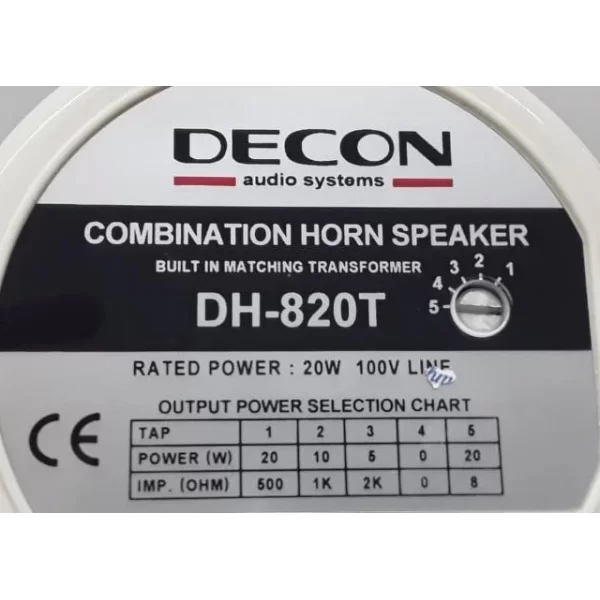 DECON
audio systems
COMBINATION HORN SPEAKER
BUILT IN MATCHING TRANSFORMER
DH-820T
5 4 3 2 1
RATED POWER : 20W 100V LINE
OUTPUT POWER SELECTION CHART
TAP 1 2 3 4 5
POWER (W) 20 10 5 0 20
IMP. (OHM) 500 1K 2K 0 8
CE